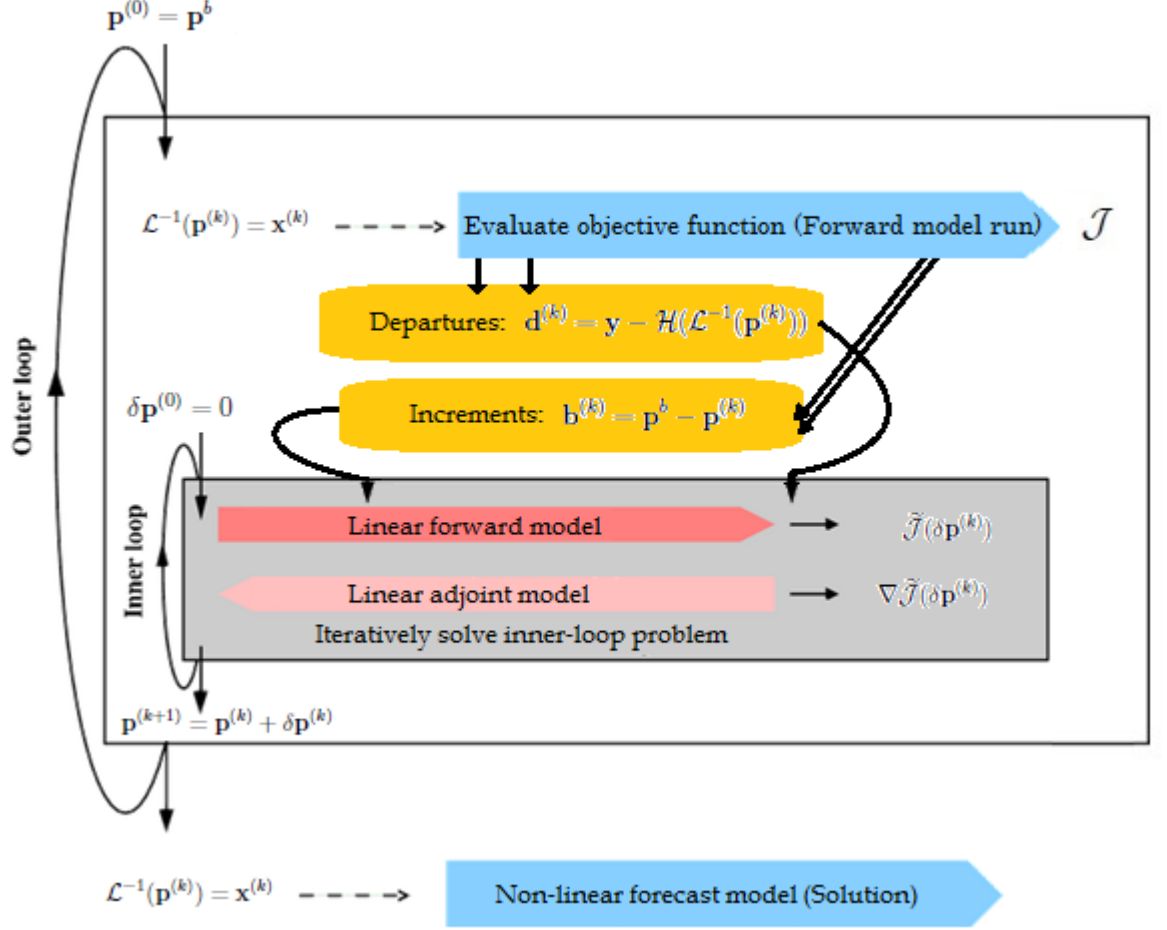 p^(0) = p^b
ℒ^−1(p^(k)) = x^(k)
Evaluate objective function (Forward model run)
𝒥
Departures: d^(k) = y − ℋ(ℒ^−1(p^(k)))
Outer loop
δp^(0) = 0
Increments: b^(k) = p^b − p^(k)
Inner loop
Linear forward model
𝒥̃(δp^(k))
Linear adjoint model
∇𝒥̃(δp^(k))
Iteratively solve inner-loop problem
p^(k+1) = p^(k) + δp^(k)
ℒ^−1(p^(k)) = x^(k)
Non-linear forecast model (Solution)